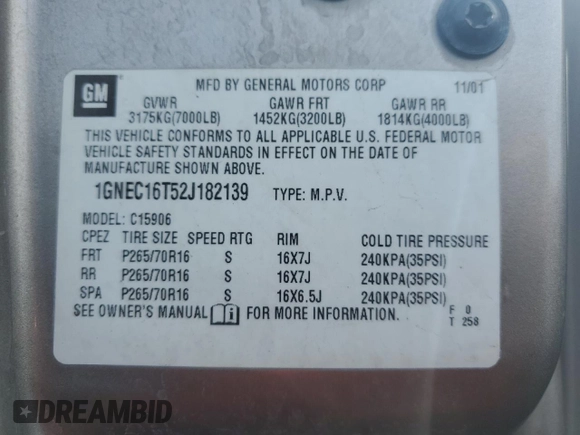 GM MFD BY GENERAL MOTORS CORP 11/01
GVWR GAWR FRT GAWR RR
3175KG(7000LB) 1452KG(3200LB) 1814KG(4000LB)
THIS VEHICLE CONFORMS TO ALL APPLICABLE U.S. FEDERAL MOTOR
VEHICLE SAFETY STANDARDS IN EFFECT ON THE DATE OF
MANUFACTURE SHOWN ABOVE.
1GNEC16T52J182139 TYPE: M.P.V.
MODEL: C15906
CPEZ TIRE SIZE SPEED RTG RIM COLD TIRE PRESSURE
FRT P265/70R16 S 16X7J 240KPA(35PSI)
RR P265/70R16 S 16X7J 240KPA(35PSI)
SPA P265/70R16 S 16X6.5J 240KPA(35PSI)
SEE OWNER'S MANUAL i FOR MORE INFORMATION. F 0
T 258
DREAMBID